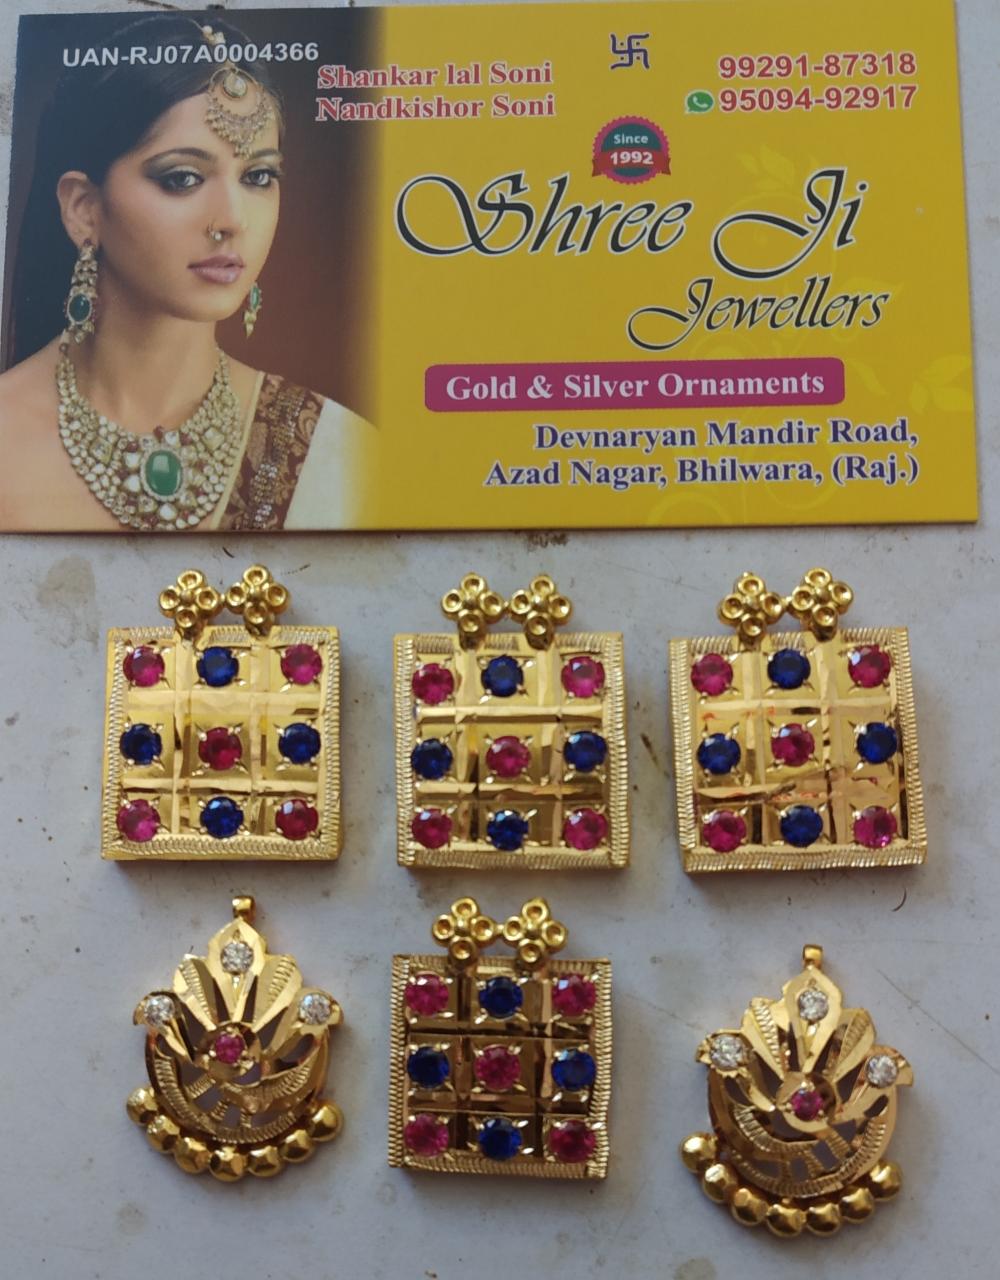 UAN-RJ07A0004366
Shankar lal Soni
Nandkishor Soni
99291-87318
95094-92917
Since
1992
Shree Ji
Jewellers
Gold & Silver Ornaments
Devnaryan Mandir Road,
Azad Nagar, Bhilwara, (Raj.)